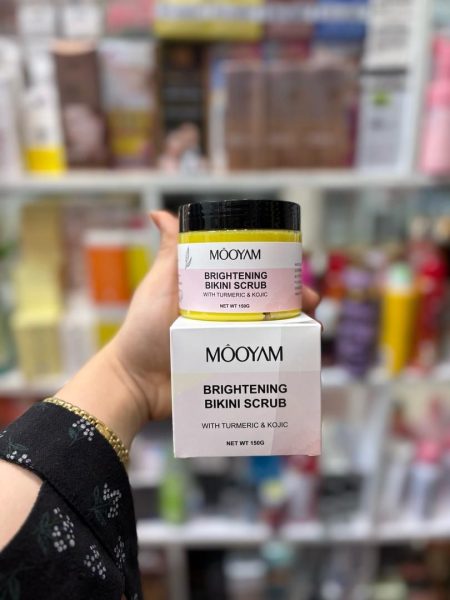 MÔOYAM
BRIGHTENING
BIKINI SCRUB
WITH TURMERIC & KOJIC
NET WT 150G
MÔOYAM
BRIGHTENING
BIKINI SCRUB
WITH TURMERIC & KOJIC
NET WT 150G